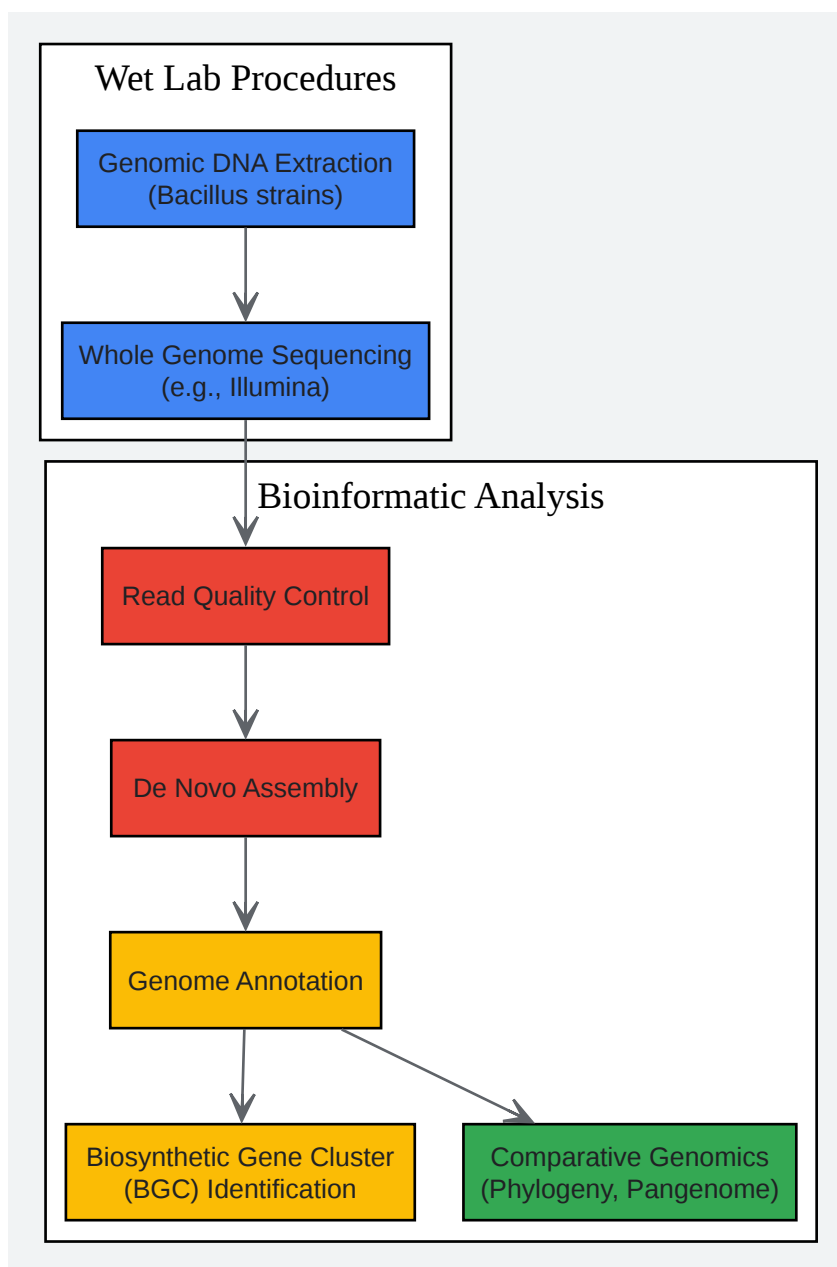 Wet Lab Procedures
Genomic DNA Extraction
(Bacillus strains)
Whole Genome Sequencing
(e.g., Illumina)
Bioinformatic Analysis
Read Quality Control
De Novo Assembly
Genome Annotation
Biosynthetic Gene Cluster
(BGC) Identification
Comparative Genomics
(Phylogeny, Pangenome)